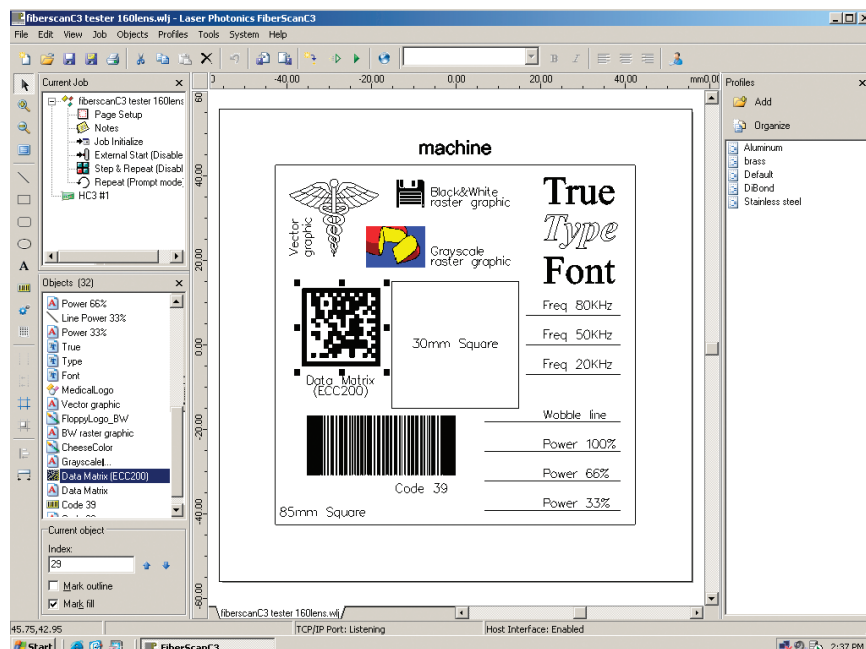 fiberscanC3 tester 160lens.wlj - Laser Photonics FiberScanC3
File Edit View Job Objects Profiles Tools System Help
B I
Current Job
fiberscanC3 tester 160lens
Page Setup
Notes
Job Initialize
External Start (Disable
Step & Repeat (Disabl
Repeat (Prompt mode)
HC3 #1
Objects (32)
Power 66%
Line Power 33%
Power 33%
True
Type
Font
MedicalLogo
Vector graphic
FloppyLogo_BW
BW raster graphic
CheeseColor
Grayscale\...
Data Matrix (ECC200)
Data Matrix
Code 39
Current object
Index:
29
Mark outline
Mark fill
-40.00 -20.00 0.00 20.00 40.00 mm
60
40.00
20.00
0.00
-20.00
-40.00
-60.00
machine
Vector
graphic
Black&White
raster graphic
Grayscale
raster graphic
True
Type
Font
Freq 80KHz
Freq 50KHz
Freq 20KHz
30mm Square
Data Matrix
(ECC200)
Wobble line
Power 100%
Power 66%
Power 33%
Code 39
85mm Square
fiberscanC3 tester 160lens.wlj
Profiles
Add
Organize
Aluminum
brass
Default
DiBond
Stainless steel
45.75,42.95
TCP/IP Port: Listening
Host Interface: Enabled
Start
FiberScanC3
2:37 PM